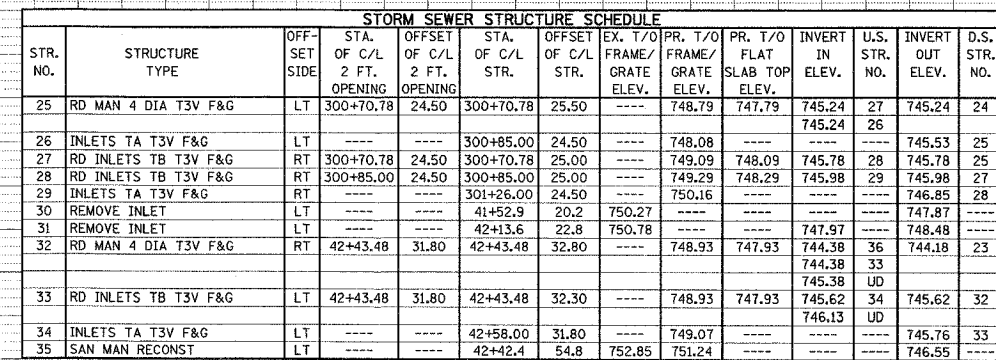 STORM SEWER STRUCTURE SCHEDULE
STR. NO. STRUCTURE TYPE OFF-SET SIDE STA. OF C/L 2 FT. OPENING OFFSET OF C/L 2 FT. OPENING STA. OF C/L STR. OFFSET OF C/L STR. EX. T/O FRAME/ GRATE ELEV. PR. T/O FRAME/ GRATE ELEV. PR. T/O FLAT SLAB TOP ELEV. INVERT IN ELEV. U.S. STR. NO. INVERT OUT ELEV. D.S. STR. NO.
25 RD MAN 4 DIA T3V F&G LT 300+70.78 24.50 300+70.78 25.50 ---- 748.79 747.79 745.24 27 745.24 24
745.24 26
26 INLETS TA T3V F&G LT ---- ---- 300+85.00 24.50 748.08 ---- ---- ---- 745.53 25
27 RD INLETS TB T3V F&G RT 300+70.78 24.50 300+70.78 25.00 ---- 749.09 748.09 745.78 28 745.78 25
28 RD INLETS TB T3V F&G RT 300+85.00 24.50 300+85.00 25.00 ---- 749.29 748.29 745.98 29 745.98 27
29 INLETS TA T3V F&G RT ---- ---- 301+26.00 24.50 750.16 ---- ---- ---- 746.85 28
30 REMOVE INLET LT ---- ---- 41+52.9 20.2 750.27 ---- ---- ---- ---- 747.87 ----
31 REMOVE INLET LT ---- ---- 42+13.6 22.8 750.78 ---- ---- 747.97 ---- 748.48 ----
32 RD MAN 4 DIA T3V F&G RT 42+43.48 31.80 42+43.48 32.80 ---- 748.93 747.93 744.38 36 744.18 23
744.38 33
745.38 UD
33 RD INLETS TB T3V F&G LT 42+43.48 31.80 42+43.48 32.30 ---- 748.93 747.93 745.62 34 745.62 32
746.13 UD
34 INLETS TA T3V F&G LT ---- ---- 42+58.00 31.80 749.07 ---- ---- 745.76 33
35 SAN MAN RECONST LT ---- ---- 42+42.4 54.8 752.85 751.24 ---- ---- ---- 746.55 ----